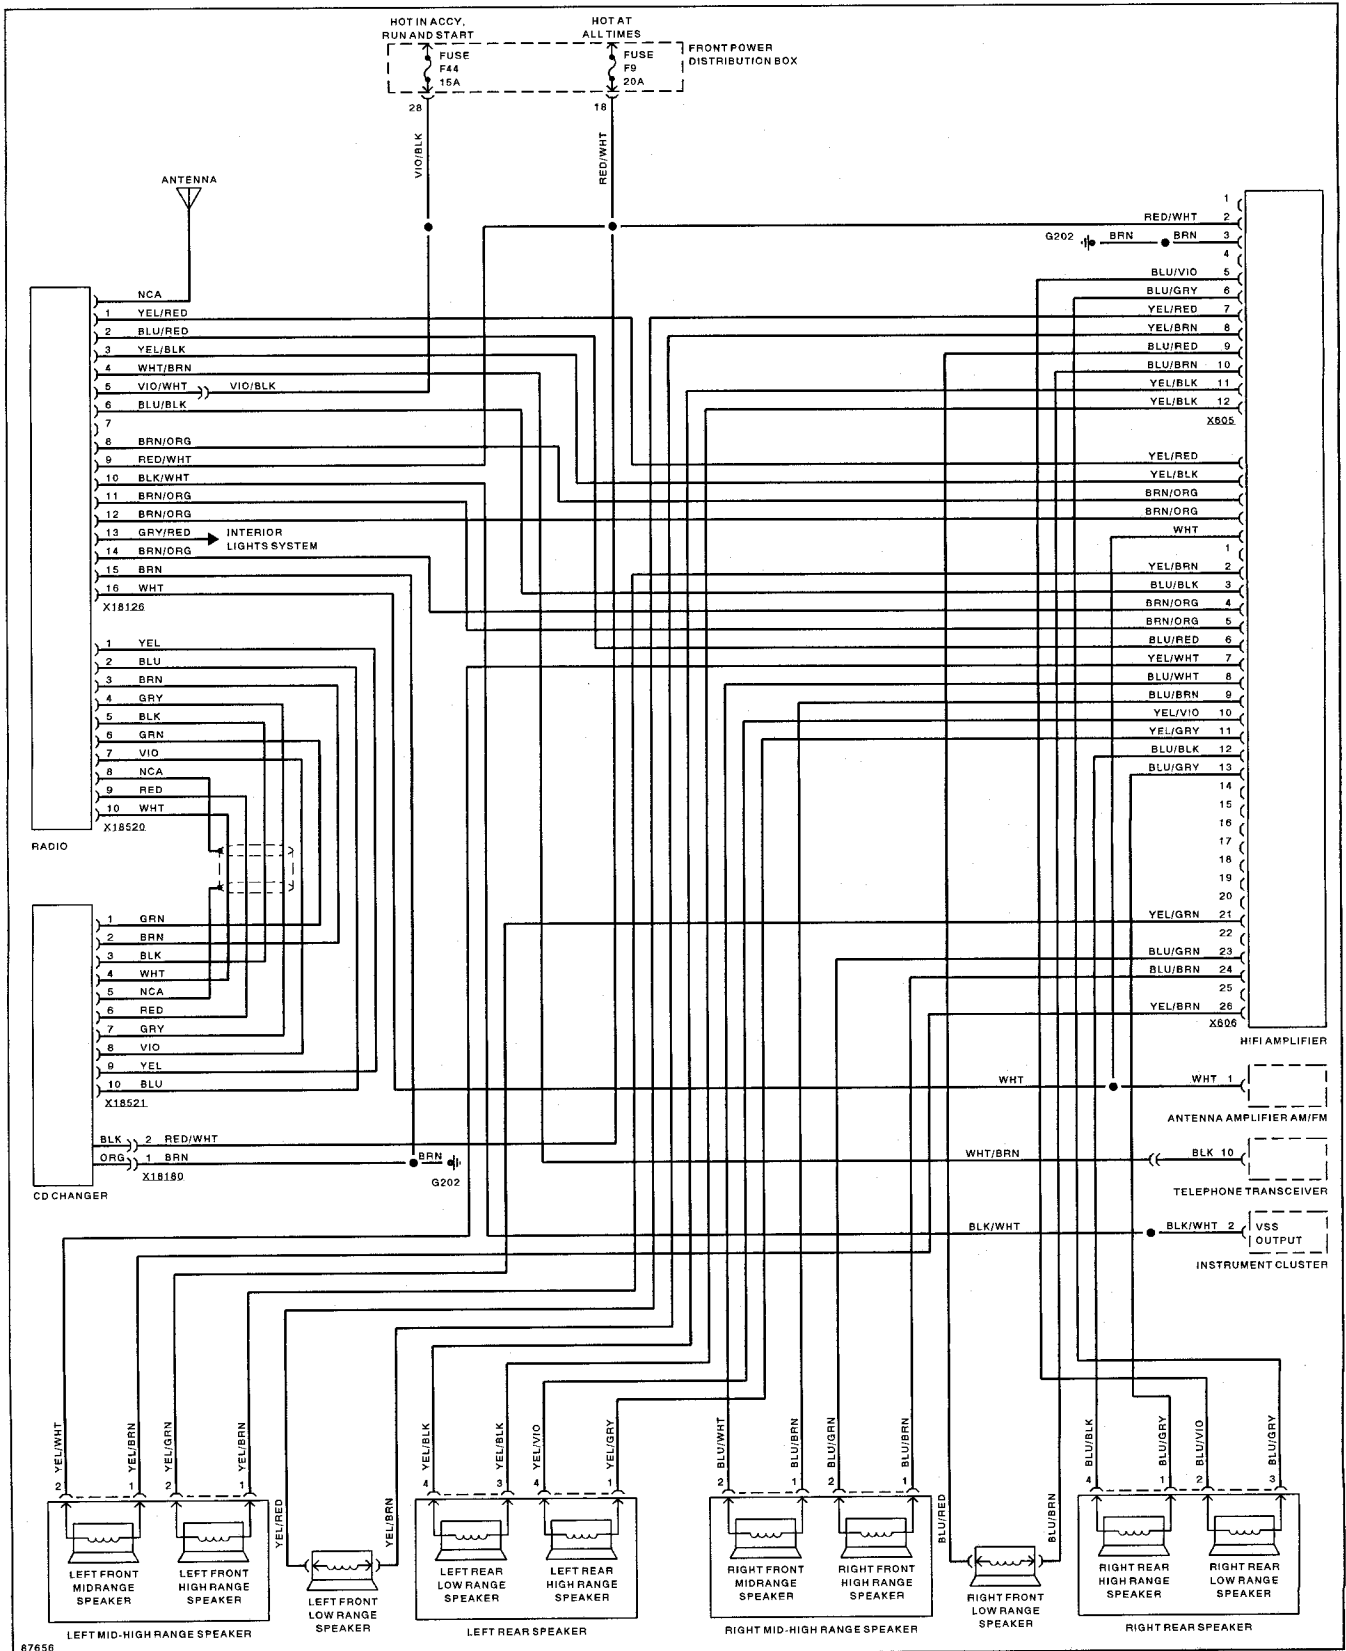 HOT IN ACCY,
RUN AND START
HOT AT
ALL TIMES
FUSE
F44
15A
FUSE
F9
20A
FRONT POWER
DISTRIBUTION BOX
28
18
VIO/BLK
RED/WHT
ANTENNA
NCA
1 YEL/RED
2 BLU/RED
3 YEL/BLK
4 WHT/BRN
5 VIO/WHT VIO/BLK
6 BLU/BLK
7
8 BRN/ORG
9 RED/WHT
10 BLK/WHT
11 BRN/ORG
12 BRN/ORG
13 GRY/RED INTERIOR
LIGHTS SYSTEM
14 BRN/ORG
15 BRN
16 WHT
X18126
1 YEL
2 BLU
3 BRN
4 GRY
5 BLK
6 GRN
7 VIO
8 NCA
9 RED
10 WHT
X18520
RADIO
1 GRN
2 BRN
3 BLK
4 WHT
5 NCA
6 RED
7 GRY
8 VIO
9 YEL
10 BLU
X18521
BLK 2 RED/WHT
ORG 1 BRN
X18180
CD CHANGER
BRN
G202
1
RED/WHT 2
G202 BRN BRN 3
4
BLU/VIO 5
BLU/GRY 6
YEL/RED 7
YEL/BRN 8
BLU/RED 9
BLU/BRN 10
YEL/BLK 11
YEL/BLK 12
X605
YEL/RED
YEL/BLK
BRN/ORG
BRN/ORG
WHT
1
YEL/BRN 2
BLU/BLK 3
BRN/ORG 4
BRN/ORG 5
BLU/RED 6
YEL/WHT 7
BLU/WHT 8
BLU/BRN 9
YEL/VIO 10
YEL/GRY 11
BLU/BLK 12
BLU/GRY 13
14
15
16
17
18
19
20
YEL/GRN 21
22
BLU/GRN 23
BLU/BRN 24
25
YEL/BRN 26
X606
HIFI AMPLIFIER
WHT WHT 1
ANTENNA AMPLIFIER AM/FM
WHT/BRN BLK 10
TELEPHONE TRANSCEIVER
BLK/WHT BLK/WHT 2 VSS
OUTPUT
INSTRUMENT CLUSTER
YEL/WHT
YEL/BRN
YEL/GRN
YEL/BRN
2 1 2 1
LEFT FRONT
MIDRANGE
SPEAKER
LEFT FRONT
HIGH RANGE
SPEAKER
LEFT MID-HIGH RANGE SPEAKER
YEL/RED
YEL/BRN
LEFT FRONT
LOW RANGE
SPEAKER
YEL/BLK
YEL/BLK
YEL/VIO
YEL/GRY
4 3 4 1
LEFT REAR
LOW RANGE
SPEAKER
LEFT REAR
HIGH RANGE
SPEAKER
LEFT REAR SPEAKER
BLU/WHT
BLU/BRN
BLU/GRN
BLU/BRN
2 1 2 1
RIGHT FRONT
MIDRANGE
SPEAKER
RIGHT FRONT
HIGH RANGE
SPEAKER
RIGHT MID-HIGH RANGE SPEAKER
BLU/RED
BLU/BRN
RIGHT FRONT
LOW RANGE
SPEAKER
BLU/BLK
BLU/GRY
BLU/VIO
BLU/GRY
4 1 2 3
RIGHT REAR
HIGH RANGE
SPEAKER
RIGHT REAR
LOW RANGE
SPEAKER
RIGHT REAR SPEAKER
87656